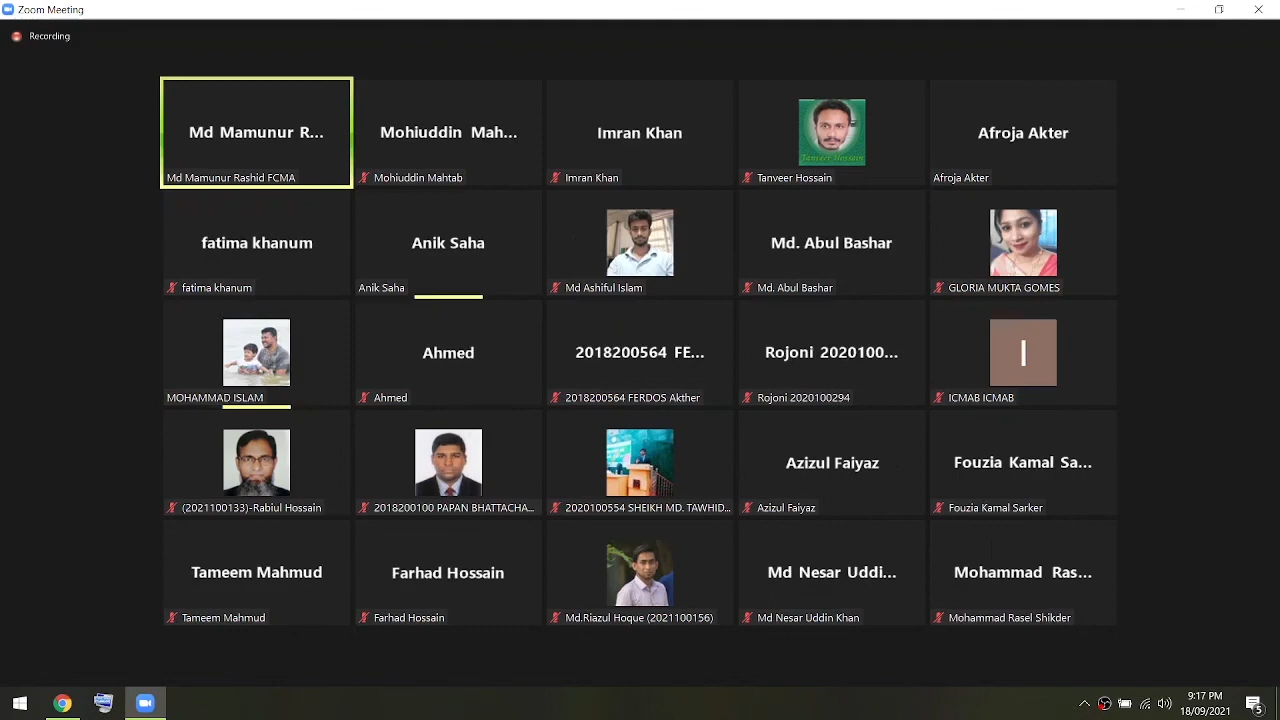 Zoom Meeting
Recording
Md Mamunur R...
Mohiuddin Mah...
Imran Khan
Tanveer Hossain
Afroja Akter
Md Mamunur Rashid FCMA
Mohiuddin Mahtab
Imran Khan
Tanveer Hossain
Afroja Akter
fatima khanum
Anik Saha
Md. Abul Bashar
fatima khanum
Anik Saha
Md Ashiful Islam
Md. Abul Bashar
GLORIA MUKTA GOMES
Ahmed
2018200564 FE...
Rojoni 2020100...
I
MOHAMMAD ISLAM
Ahmed
2018200564 FERDOS Akther
Rojoni 2020100294
ICMAB ICMAB
Azizul Faiyaz
Fouzia Kamal Sa...
(2021100133)-Rabiul Hossain
2018200100 PAPAN BHATTACHA...
2020100554 SHEIKH MD. TAWHID...
Azizul Faiyaz
Fouzia Kamal Sarker
Tameem Mahmud
Farhad Hossain
Md Nesar Uddi...
Mohammad Ras...
Tameem Mahmud
Farhad Hossain
Md.Riazul Hoque (2021100156)
Md Nesar Uddin Khan
Mohammad Rasel Shikder
9:17 PM
18/09/2021
5